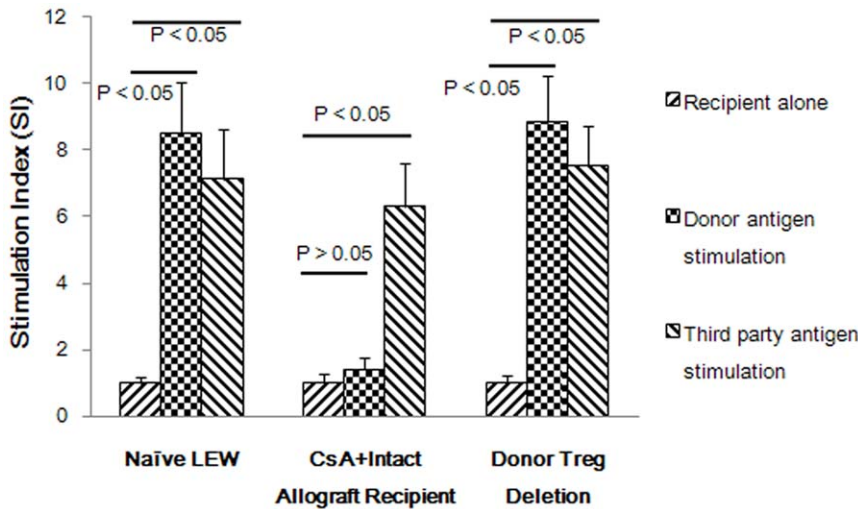 12
10
8
6
4
2
0
Stimulation Index (SI)
P < 0.05
P < 0.05
P < 0.05
P > 0.05
P < 0.05
P < 0.05
Naïve LEW
CsA+Intact
Allograft Recipient
Donor Treg
Deletion
Recipient alone
Donor antigen
stimulation
Third party antigen
stimulation